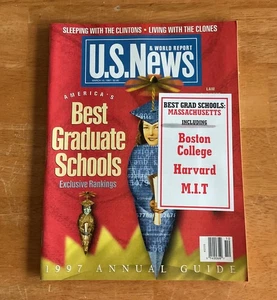 SLEEPING WITH THE CLINTONS • LIVING WITH THE CLONES
U.S.News
& WORLD REPORT
AMERICA'S
Best
Graduate
Schools
Exclusive Rankings
BEST GRAD SCHOOLS:
MASSACHUSETTS
INCLUDING
Boston
College
Harvard
M.I.T
1997 ANNUAL GUIDE